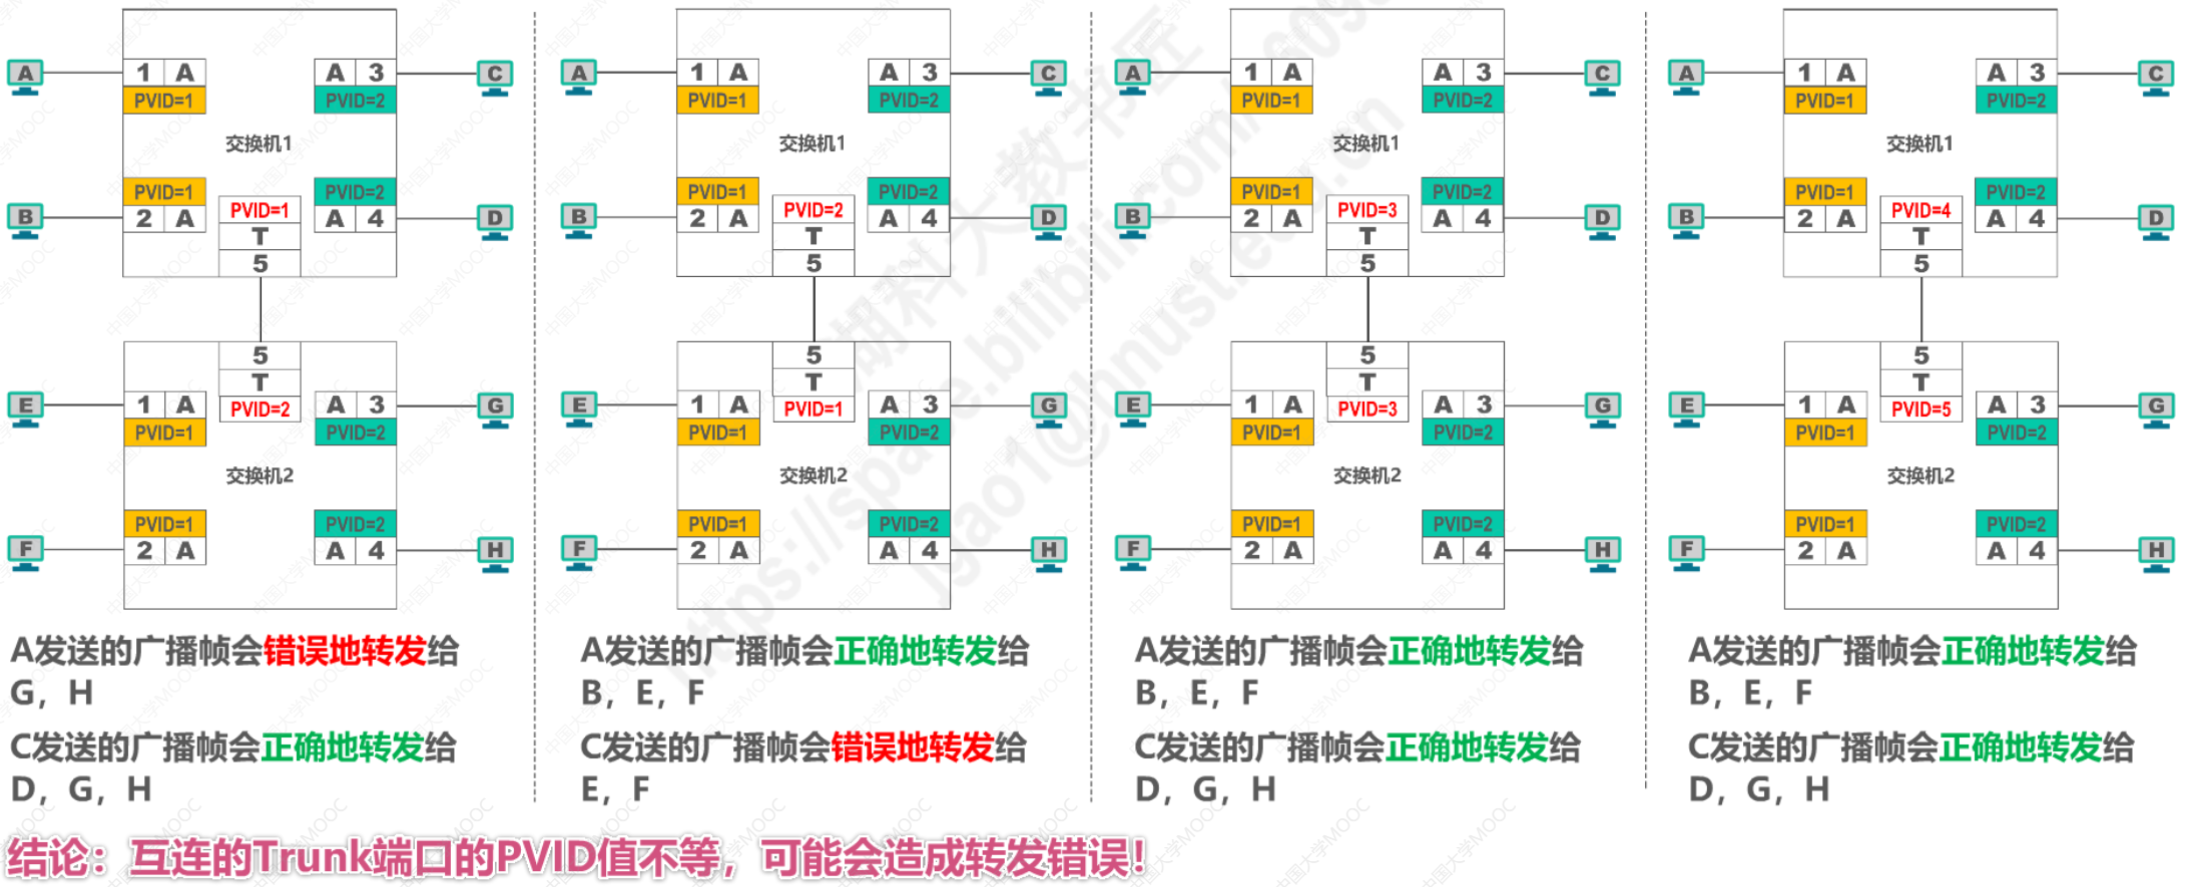 A 1 A A 3 C
PVID=1 PVID=2
交换机1
PVID=1 PVID=2
B 2 A PVID=1 A 4 D
T
5
5
T
E 1 A PVID=2 A 3 G
PVID=1 PVID=2
交换机2
PVID=1 PVID=2
F 2 A A 4 H
A发送的广播帧会错误地转发给
G，H
C发送的广播帧会正确地转发给
D，G，H
A 1 A A 3 C
PVID=1 PVID=2
交换机1
PVID=1 PVID=2
B 2 A PVID=2 A 4 D
T
5
5
T
E 1 A PVID=1 A 3 G
PVID=1 PVID=2
交换机2
PVID=1 PVID=2
F 2 A A 4 H
A发送的广播帧会正确地转发给
B，E，F
C发送的广播帧会错误地转发给
E，F
A 1 A A 3 C
PVID=1 PVID=2
交换机1
PVID=1 PVID=2
B 2 A PVID=3 A 4 D
T
5
5
T
E 1 A PVID=3 A 3 G
PVID=1 PVID=2
交换机2
PVID=1 PVID=2
F 2 A A 4 H
A发送的广播帧会正确地转发给
B，E，F
C发送的广播帧会正确地转发给
D，G，H
A 1 A A 3 C
PVID=1 PVID=2
交换机1
PVID=1 PVID=2
B 2 A PVID=4 A 4 D
T
5
5
T
E 1 A PVID=5 A 3 G
PVID=1 PVID=2
交换机2
PVID=1 PVID=2
F 2 A A 4 H
A发送的广播帧会正确地转发给
B，E，F
C发送的广播帧会正确地转发给
D，G，H
结论：互连的Trunk端口的PVID值不等，可能会造成转发错误！
中国大学MOOC
湖科大教书匠